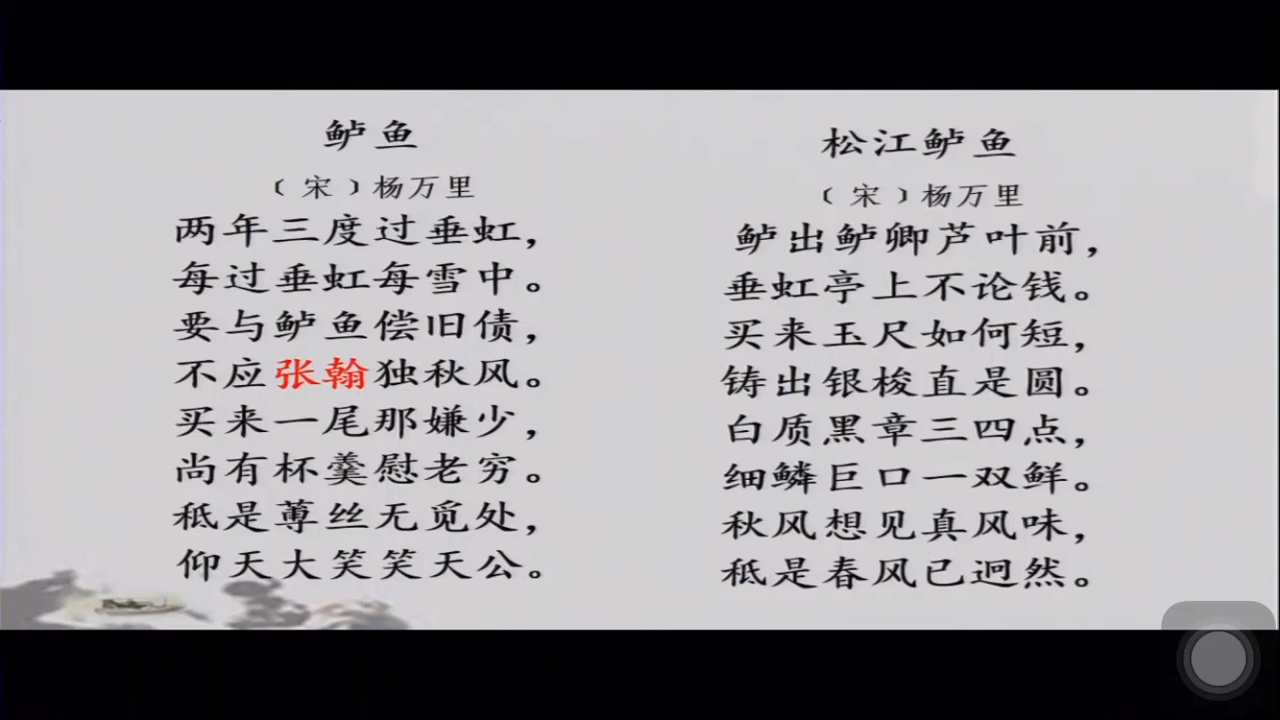 鲈鱼
（宋）杨万里
两年三度过垂虹，
每过垂虹每雪中。
要与鲈鱼偿旧债，
不应张翰独秋风。
买来一尾那嫌少，
尚有杯羹慰老穷。
秪是蓴丝无觅处，
仰天大笑笑天公。
松江鲈鱼
（宋）杨万里
鲈出鲈卿芦叶前，
垂虹亭上不论钱。
买来玉尺如何短，
铸出银梭直是圆。
白质黑章三四点，
细鳞巨口一双鲜。
秋风想见真风味，
秪是春风已迥然。